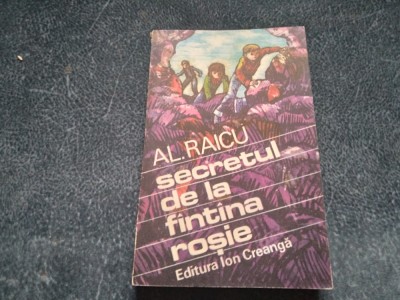 AL. RAICU
secretul
de la
fîntîna
roșie
Editura Ion Creangă